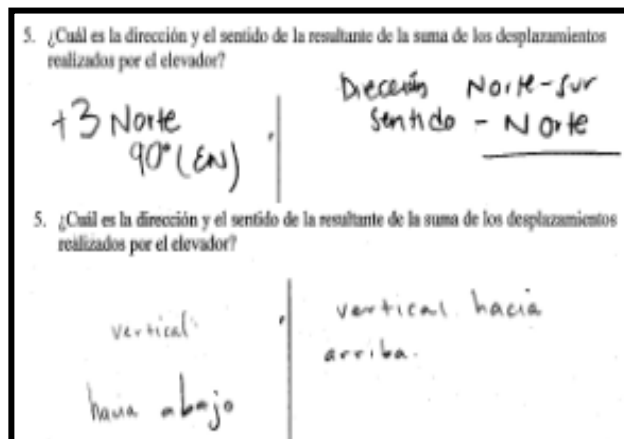 5. ¿Cuál es la dirección y el sentido de la resultante de la suma de los desplazamientos
realizados por el elevador?
+3 Norte
90° (EN)
Dirección Norte-Sur
Sentido - Norte
5. ¿Cuál es la dirección y el sentido de la resultante de la suma de los desplazamientos
realizados por el elevador?
vertical
hacia abajo
vertical hacia
arriba.